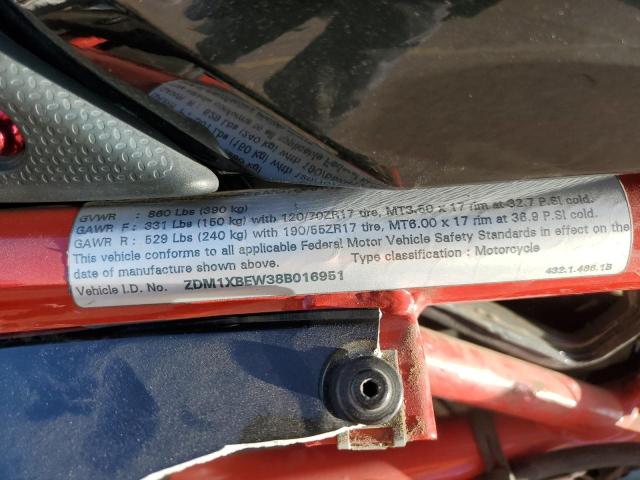 GVWR : 860 Lbs (390 kg)
GAWR F : 331 Lbs (150 kg) with 120/70ZR17 tire, MT3.50 x 17 rim at 32.7 P.SI cold.
GAWR R : 529 Lbs (240 kg) with 190/55ZR17 tire, MT6.00 x 17 rim at 36.9 P.SI cold.
This vehicle conforms to all applicable Federal Motor Vehicle Safety Standards in effect on the
date of manufacture shown above. Type classification : Motorcycle
Vehicle I.D. No. ZDM1XBEW38B016951 432.1.486.1B